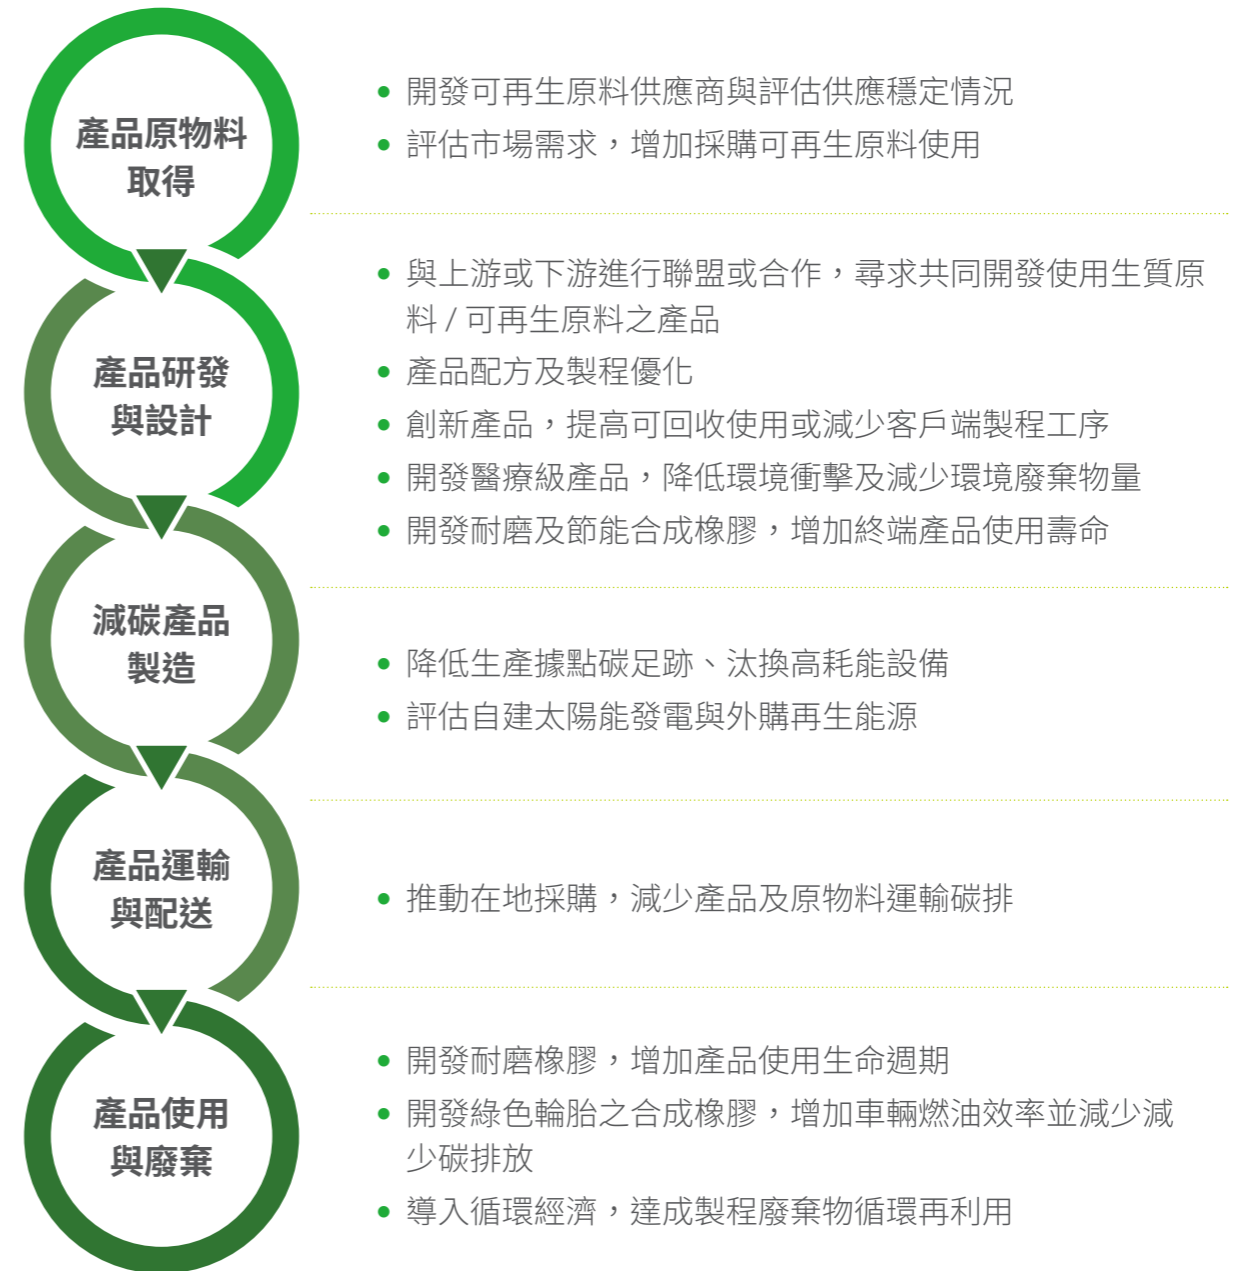 產品原物料
取得
• 開發可再生原料供應商與評估供應穩定情況
• 評估市場需求，增加採購可再生原料使用
產品研發
與設計
• 與上游或下游進行聯盟或合作，尋求共同開發使用生質原
料 / 可再生原料之產品
• 產品配方及製程優化
• 創新產品，提高可回收使用或減少客戶端製程工序
• 開發醫療級產品，降低環境衝擊及減少環境廢棄物量
• 開發耐磨及節能合成橡膠，增加終端產品使用壽命
減碳產品
製造
• 降低生產據點碳足跡、汰換高耗能設備
• 評估自建太陽能發電與外購再生能源
產品運輸
與配送
• 推動在地採購，減少產品及原物料運輸碳排
產品使用
與廢棄
• 開發耐磨橡膠，增加產品使用生命週期
• 開發綠色輪胎之合成橡膠，增加車輛燃油效率並減少減
少碳排放
• 導入循環經濟，達成製程廢棄物循環再利用